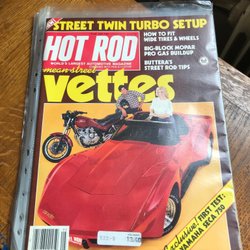 STREET TWIN TURBO SETUP
HOT ROD
WORLD'S LARGEST AUTOMOTIVE MAGAZINE
HOW TO FIT
WIDE TIRES & WHEELS
BIG-BLOCK MOPAR
PRO GAS BUILDUP
BUTTERA'S
STREET ROD TIPS
mean-street
vettes
Exclusive! FIRST TEST:
YAMAHA SECA 750